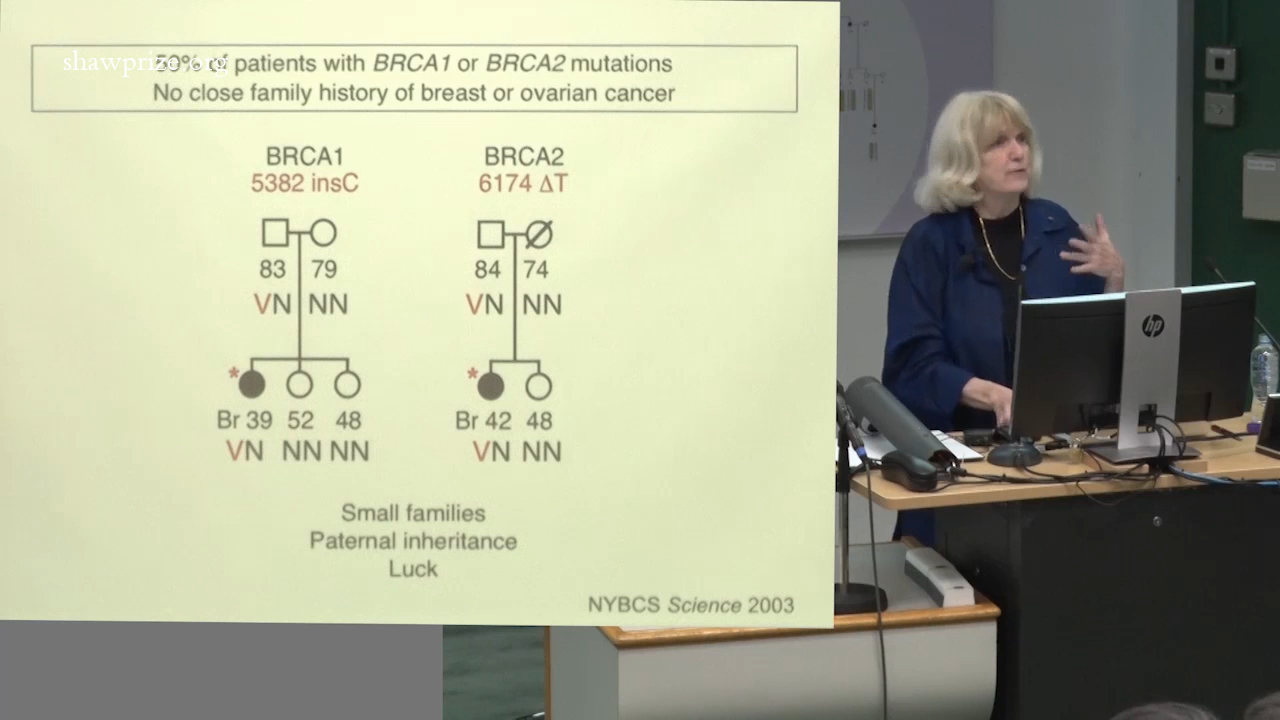 shawprize.org
50% of patients with BRCA1 or BRCA2 mutations
No close family history of breast or ovarian cancer
BRCA1 BRCA2
5382 insC 6174 ΔT
83 79 84 74
VN NN VN NN
* *
Br 39 52 48 Br 42 48
VN NN NN VN NN
Small families
Paternal inheritance
Luck
NYBCS Science 2003
hp